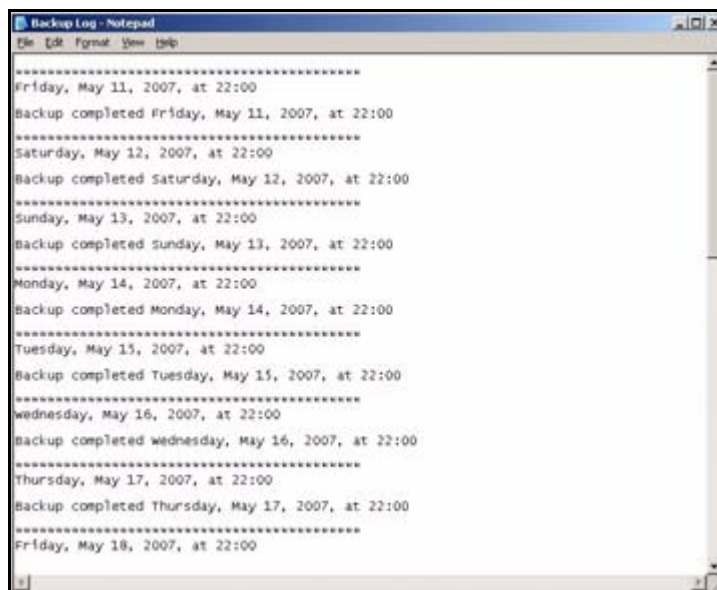 Backup Log - Notepad
File Edit Format View Help
*******************************************
Friday, May 11, 2007, at 22:00
Backup completed Friday, May 11, 2007, at 22:00
*******************************************
Saturday, May 12, 2007, at 22:00
Backup completed Saturday, May 12, 2007, at 22:00
*******************************************
Sunday, May 13, 2007, at 22:00
Backup completed Sunday, May 13, 2007, at 22:00
*******************************************
Monday, May 14, 2007, at 22:00
Backup completed Monday, May 14, 2007, at 22:00
*******************************************
Tuesday, May 15, 2007, at 22:00
Backup completed Tuesday, May 15, 2007, at 22:00
*******************************************
Wednesday, May 16, 2007, at 22:00
Backup completed Wednesday, May 16, 2007, at 22:00
*******************************************
Thursday, May 17, 2007, at 22:00
Backup completed Thursday, May 17, 2007, at 22:00
*******************************************
Friday, May 18, 2007, at 22:00